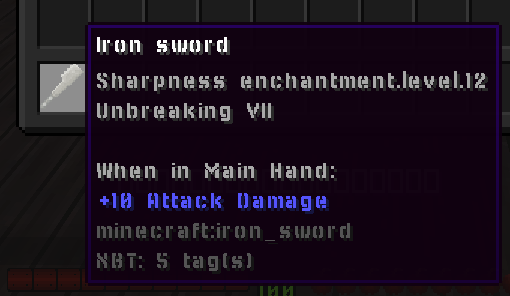 Iron sword
Sharpness enchantment.level.12
Unbreaking VII
When in Main Hand:
+10 Attack Damage
minecraft:iron_sword
NBT: 5 tag(s)
100